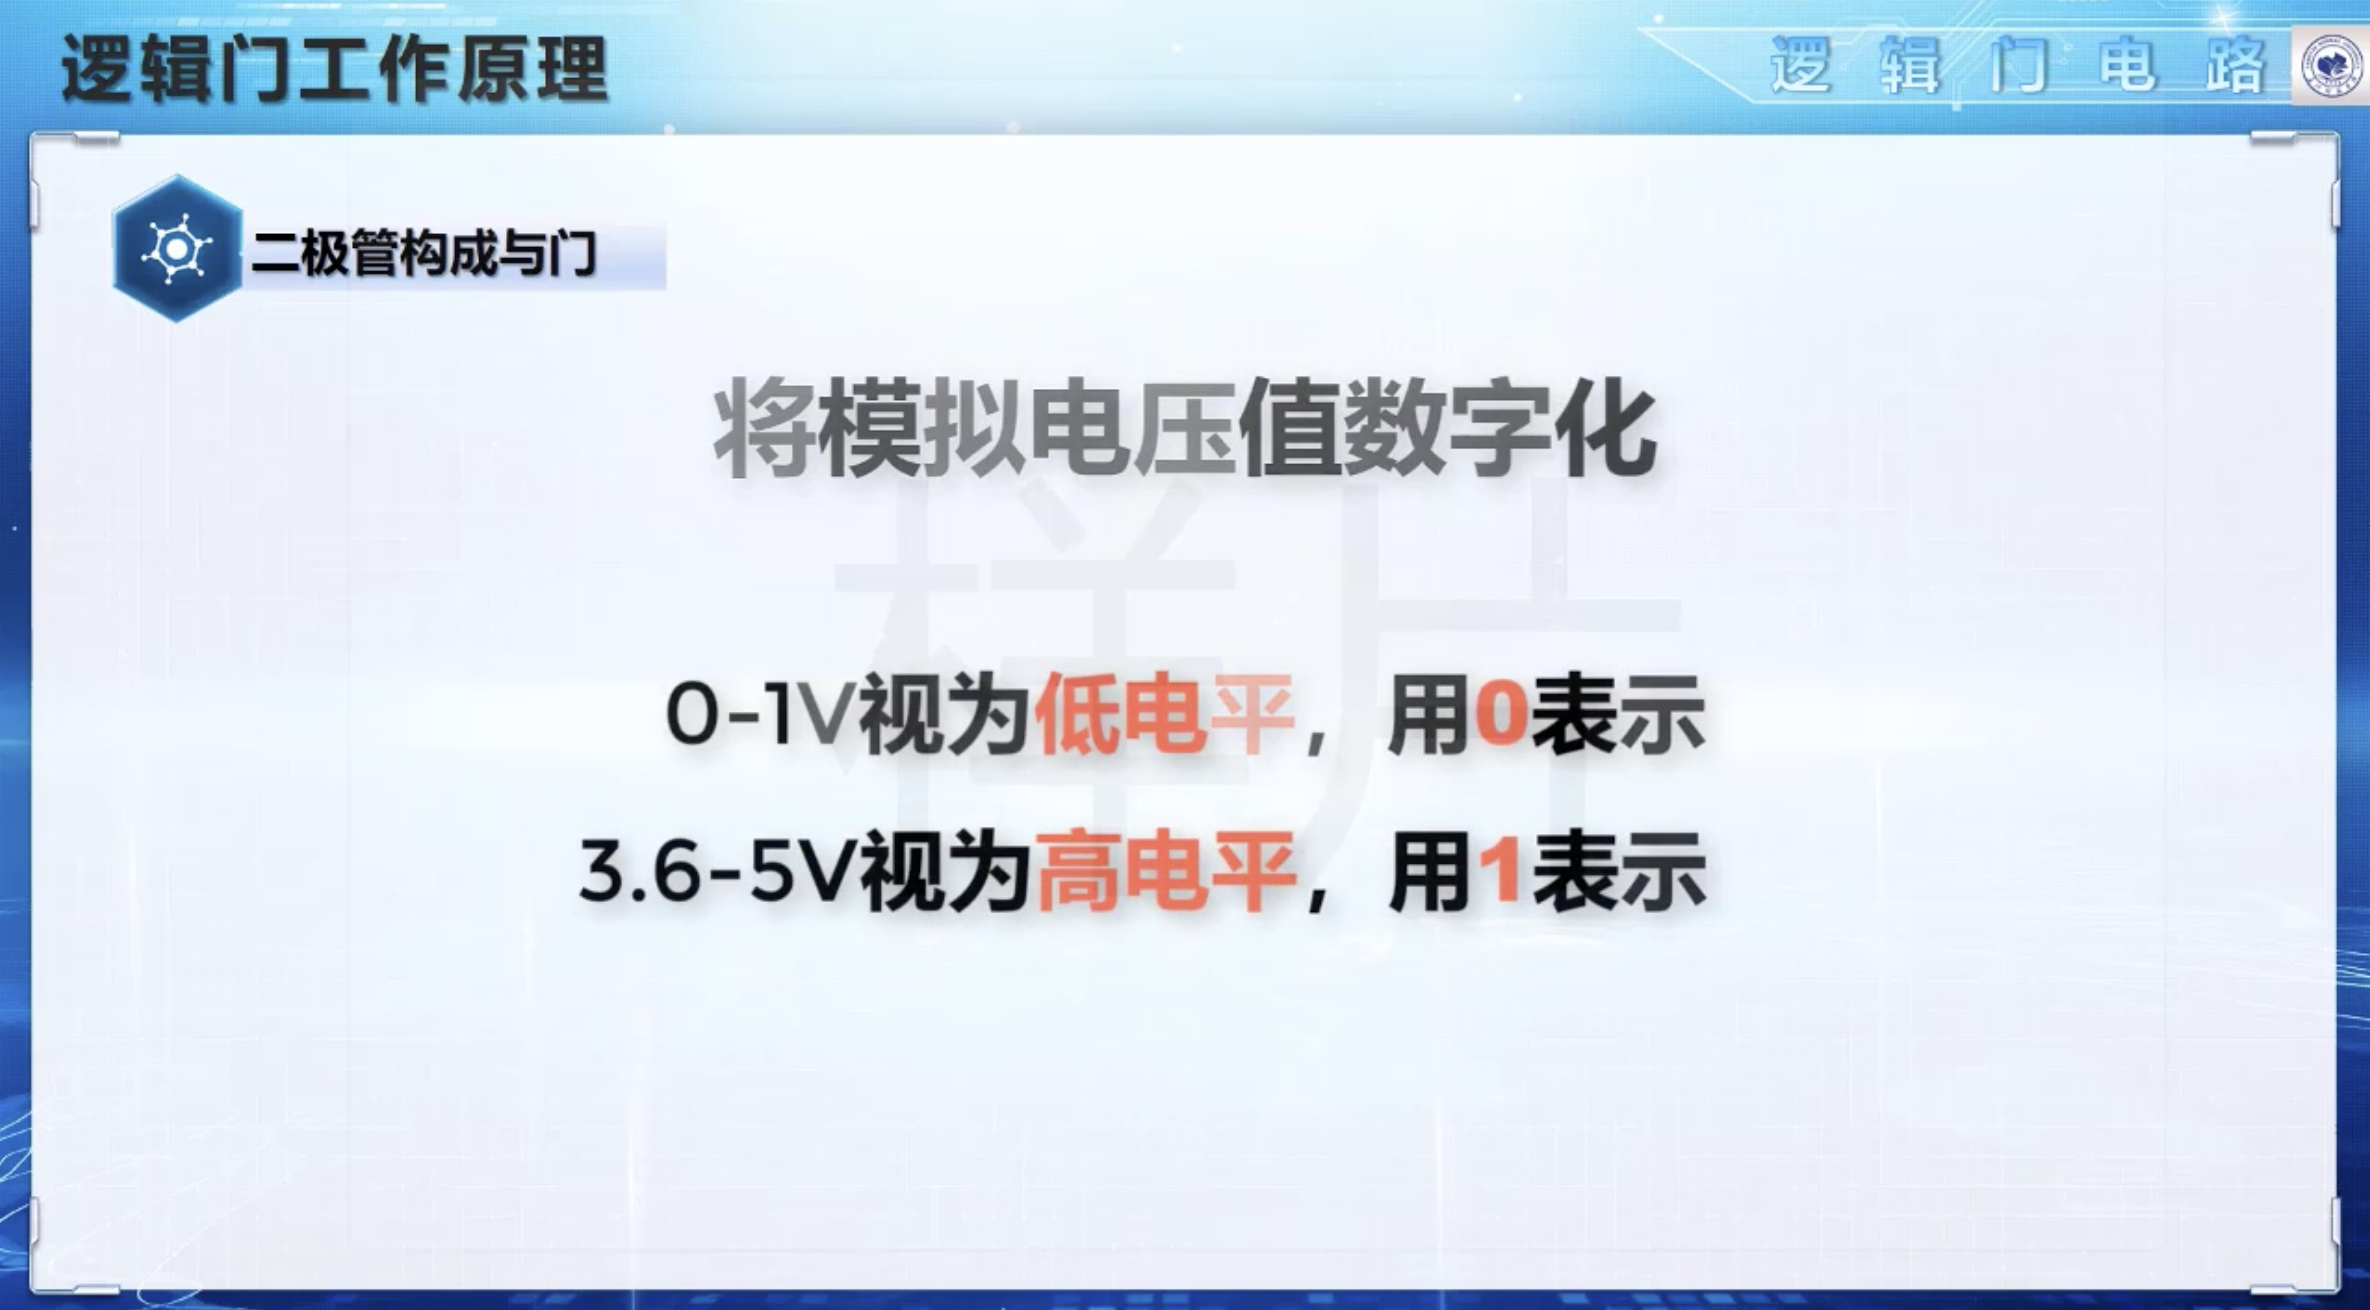 逻辑门工作原理
逻辑门电路
二极管构成与门
将模拟电压值数字化
样片
0-1V视为低电平，用0表示
3.6-5V视为高电平，用1表示